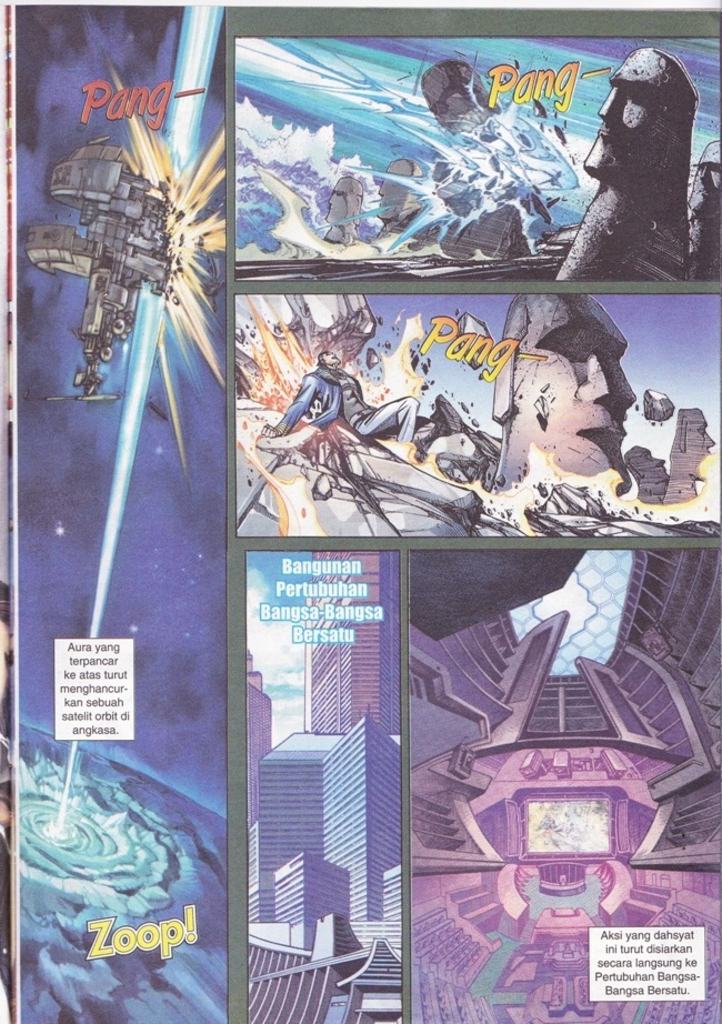 Pang—
Aura yang
terpancar
ke atas turut
menghancur-
kan sebuah
satelit orbit di
angkasa.
Zoop!
Pang—
Pang—
Bangunan
Pertubuhan
Bangsa-Bangsa
Bersatu
Aksi yang dahsyat
ini turut disiarkan
secara langsung ke
Pertubuhan Bangsa-
Bangsa Bersatu.